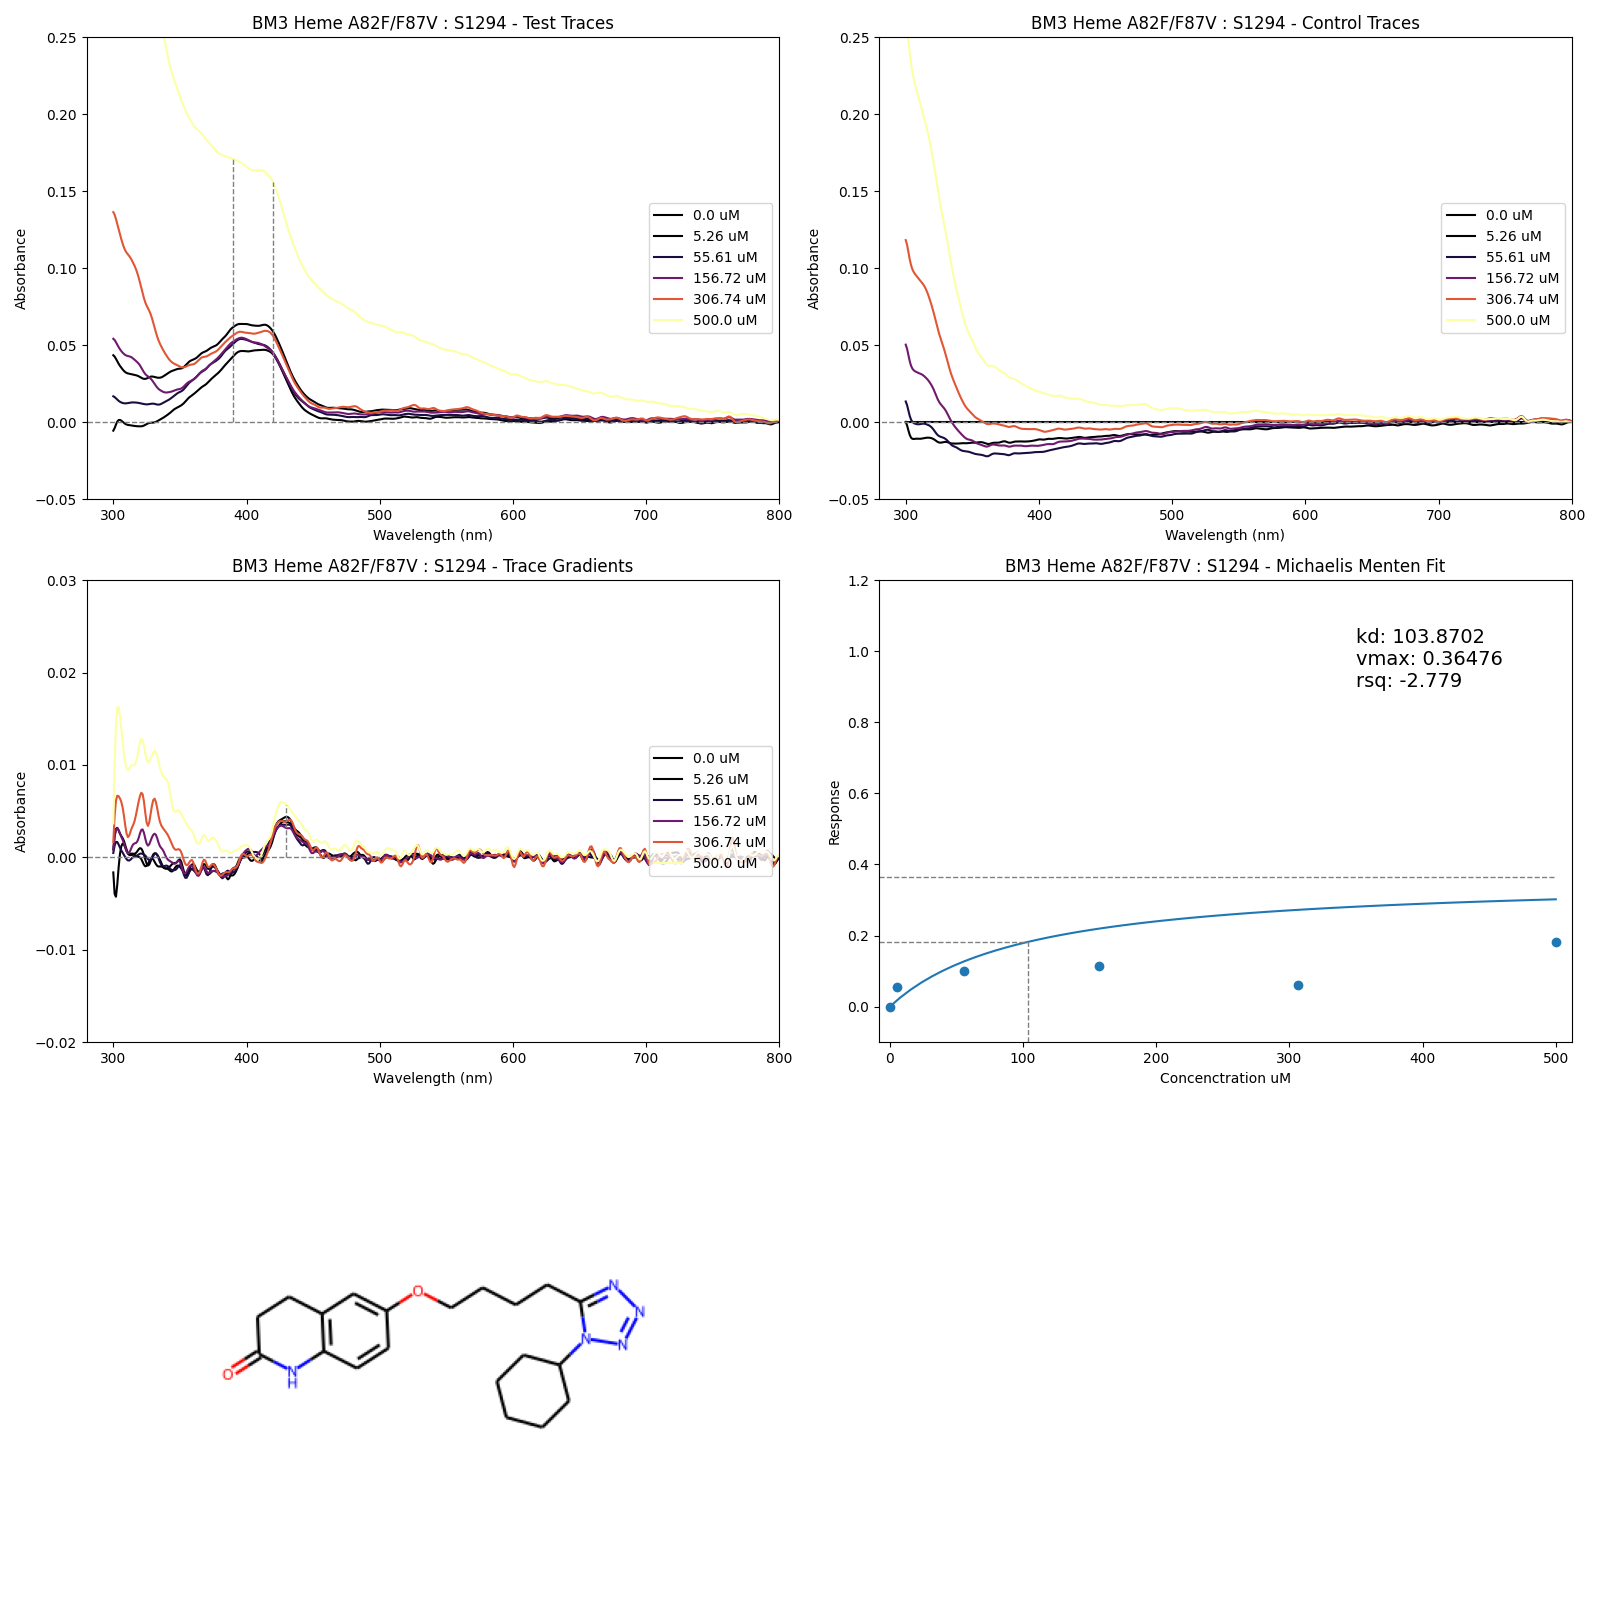 BM3 Heme A82F/F87V : S1294 - Test Traces
0.25
0.20
0.15
0.10
0.05
0.00
−0.05
Absorbance
300 400 500 600 700 800
Wavelength (nm)
0.0 uM
5.26 uM
55.61 uM
156.72 uM
306.74 uM
500.0 uM
BM3 Heme A82F/F87V : S1294 - Control Traces
0.25
0.20
0.15
0.10
0.05
0.00
−0.05
Absorbance
300 400 500 600 700 800
Wavelength (nm)
0.0 uM
5.26 uM
55.61 uM
156.72 uM
306.74 uM
500.0 uM
BM3 Heme A82F/F87V : S1294 - Trace Gradients
0.03
0.02
0.01
0.00
−0.01
−0.02
Absorbance
300 400 500 600 700 800
Wavelength (nm)
0.0 uM
5.26 uM
55.61 uM
156.72 uM
306.74 uM
500.0 uM
BM3 Heme A82F/F87V : S1294 - Michaelis Menten Fit
1.2
1.0
0.8
0.6
0.4
0.2
0.0
Response
kd: 103.8702
vmax: 0.36476
rsq: -2.779
0 100 200 300 400 500
Concenctration uM
O
N
H
O
N
N
N
N